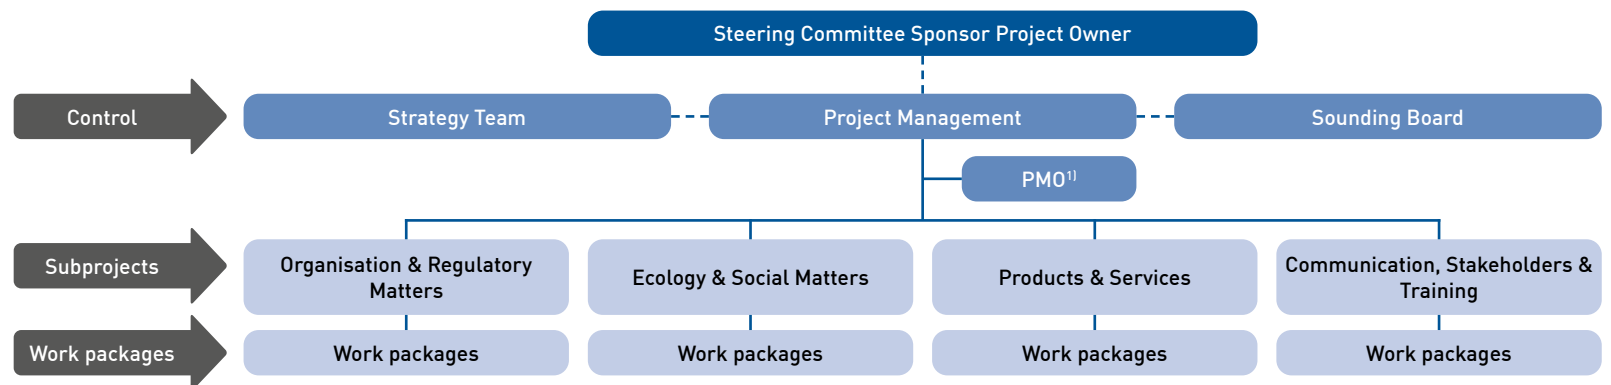 Steering Committee Sponsor Project Owner
Control
Strategy Team
Project Management
Sounding Board
PMO¹⁾
Subprojects
Organisation & Regulatory
Matters
Ecology & Social Matters
Products & Services
Communication, Stakeholders &
Training
Work packages
Work packages
Work packages
Work packages
Work packages